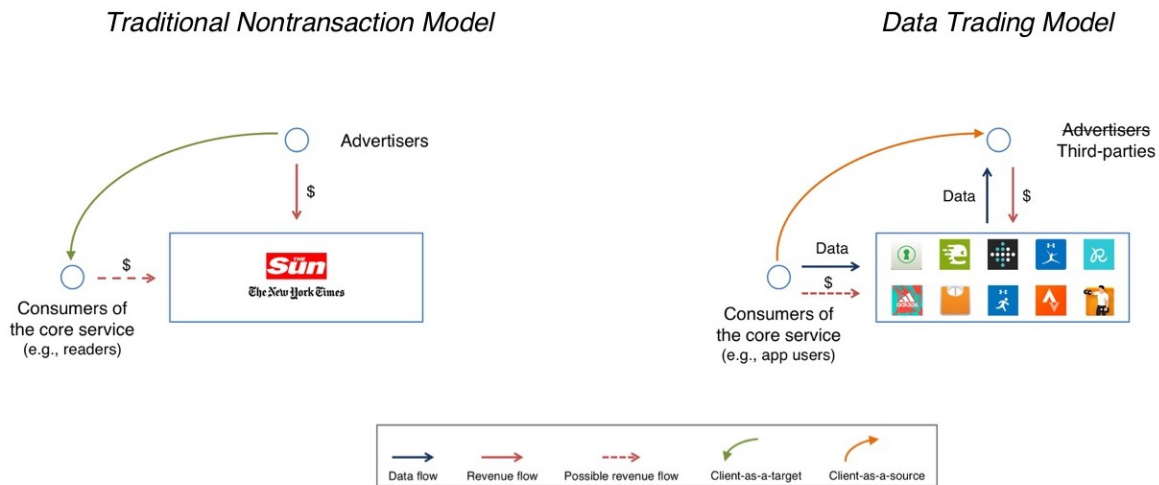 Traditional Nontransaction Model
Data Trading Model
Advertisers
$
$
THE Sun
The New York Times
Consumers of
the core service
(e.g., readers)
Advertisers
Third-parties
Data
$
Data
$
adidas
Consumers of
the core service
(e.g., app users)
Data flow
Revenue flow
Possible revenue flow
Client-as-a-target
Client-as-a-source